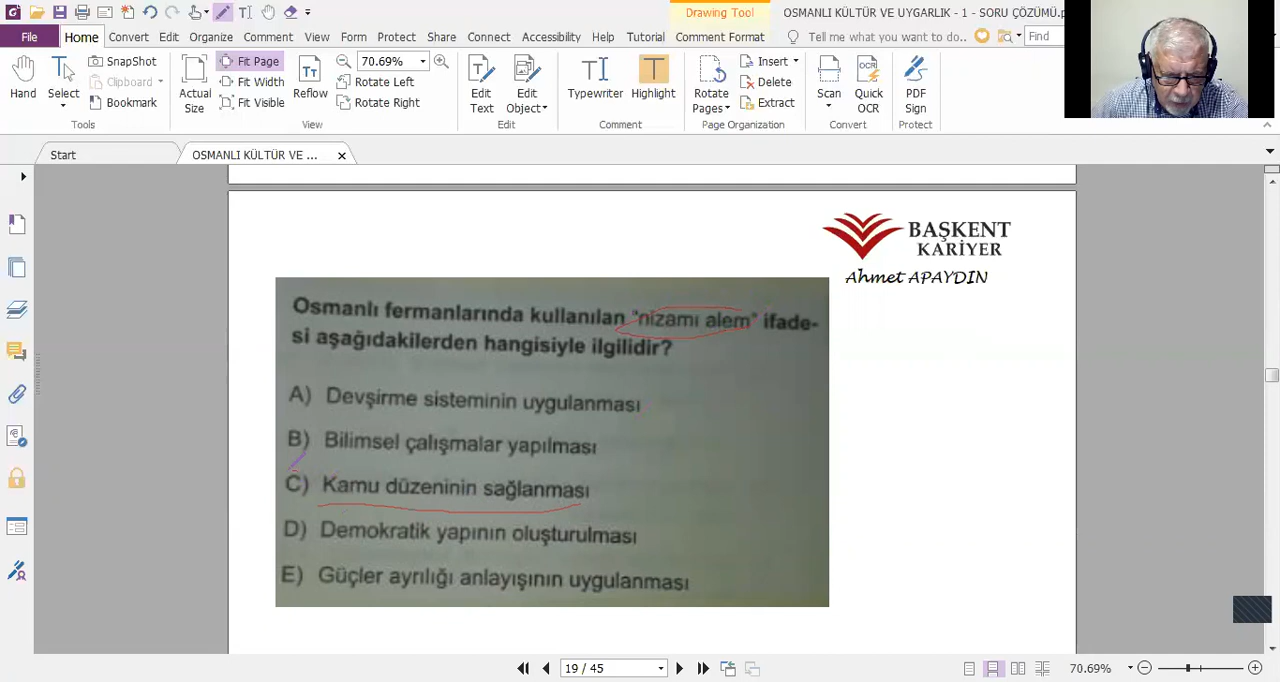 Drawing Tool
OSMANLI KÜLTÜR VE UYGARLIK - 1 - SORU ÇÖZÜMÜ.p
File Home Convert Edit Organize Comment View Form Protect Share Connect Accessibility Help Tutorial Comment Format Tell me what you want to do.. Find
Hand Select SnapShot Clipboard Bookmark
Actual Size Fit Page Fit Width Fit Visible Reflow 70.69% Rotate Left Rotate Right
Edit Text Edit Object Typewriter Highlight Rotate Pages Insert Delete Extract Scan Quick OCR PDF Sign
Tools View Edit Comment Page Organization Convert Protect
Start OSMANLI KÜLTÜR VE ...
BAŞKENT
KARİYER
Ahmet APAYDIN
Osmanlı fermanlarında kullanılan "nizamı alem" ifade-
si aşağıdakilerden hangisiyle ilgilidir?
A) Devşirme sisteminin uygulanması
B) Bilimsel çalışmalar yapılması
C) Kamu düzeninin sağlanması
D) Demokratik yapının oluşturulması
E) Güçler ayrılığı anlayışının uygulanması
19 / 45
70.69%